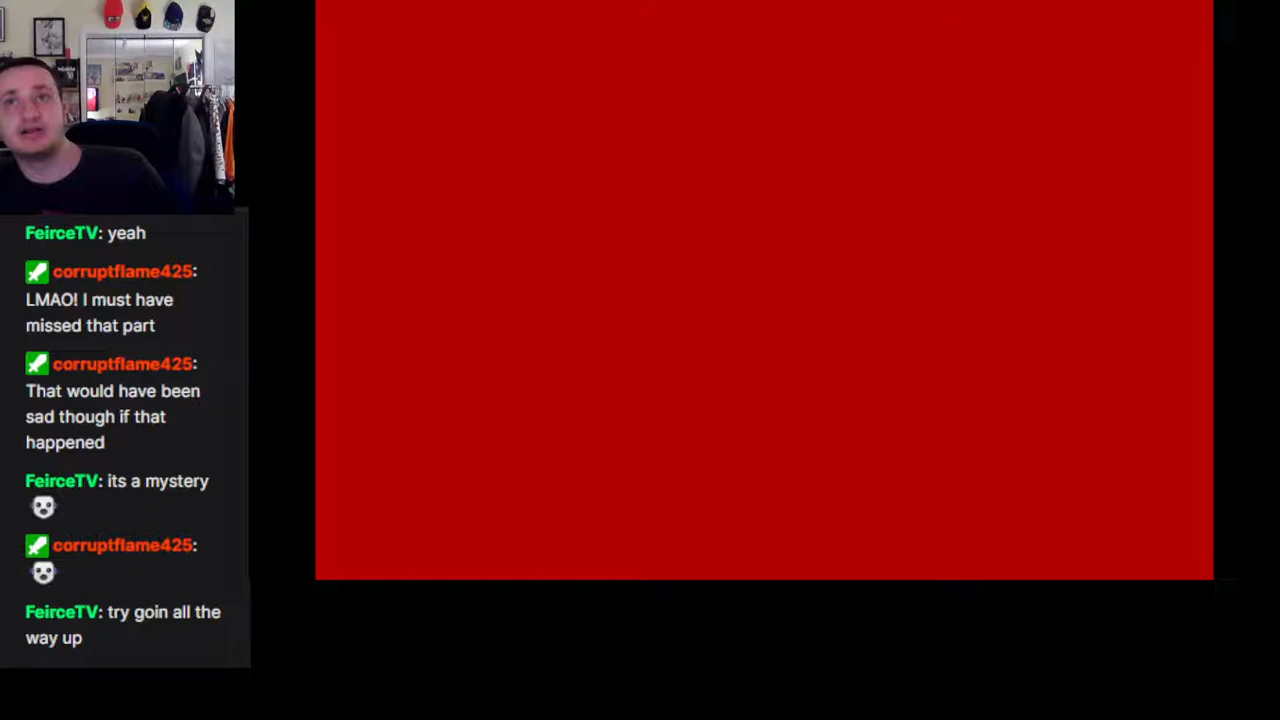 FeirceTV: yeah
corruptflame425:
LMAO! I must have
missed that part
corruptflame425:
That would have been
sad though if that
happened
FeirceTV: its a mystery
corruptflame425:
FeirceTV: try goin all the
way up